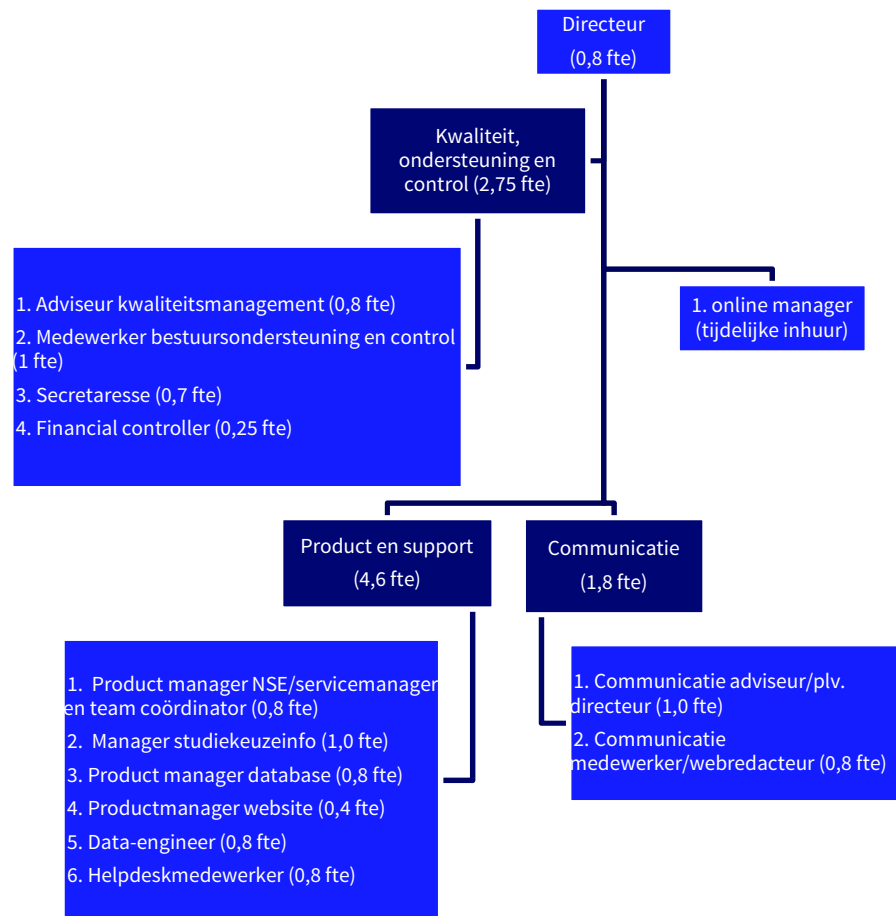 Directeur
(0,8 fte)
Kwaliteit,
ondersteuning en
control (2,75 fte)
1. Adviseur kwaliteitsmanagement (0,8 fte)
2. Medewerker bestuursondersteuning en control
(1 fte)
3. Secretaresse (0,7 fte)
4. Financial controller (0,25 fte)
1. online manager
(tijdelijke inhuur)
Product en support
(4,6 fte)
Communicatie
(1,8 fte)
1. Product manager NSE/servicemanager
en team coördinator (0,8 fte)
2. Manager studiekeuzeinfo (1,0 fte)
3. Product manager database (0,8 fte)
4. Productmanager website (0,4 fte)
5. Data-engineer (0,8 fte)
6. Helpdeskmedewerker (0,8 fte)
1. Communicatie adviseur/plv.
directeur (1,0 fte)
2. Communicatie
medewerker/webredacteur (0,8 fte)